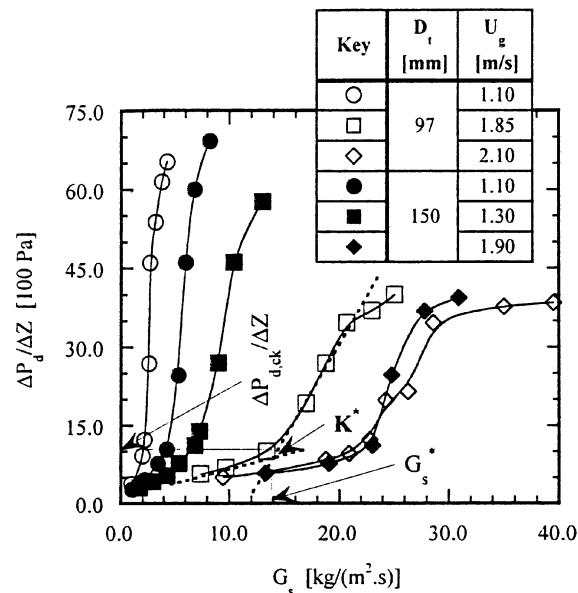 Key D_t [mm] U_g [m/s]
1.10
97 1.85
2.10
1.10
150 1.30
1.90
75.0
60.0
45.0
30.0
15.0
0.0
ΔP_d/ΔZ [100 Pa]
ΔP_d,ck/ΔZ
K*
G_s*
0.0 10.0 20.0 30.0 40.0
G_s [kg/(m².s)]